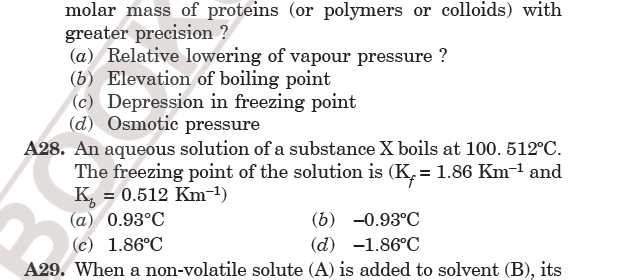 molar mass of proteins (or polymers or colloids) with
greater precision ?
(a) Relative lowering of vapour pressure ?
(b) Elevation of boiling point
(c) Depression in freezing point
(d) Osmotic pressure
A28. An aqueous solution of a substance X boils at 100. 512°C.
The freezing point of the solution is (K_f = 1.86 Km⁻¹ and
K_b = 0.512 Km⁻¹)
(a) 0.93°C (b) –0.93°C
(c) 1.86°C (d) –1.86°C
A29. When a non-volatile solute (A) is added to solvent (B), its